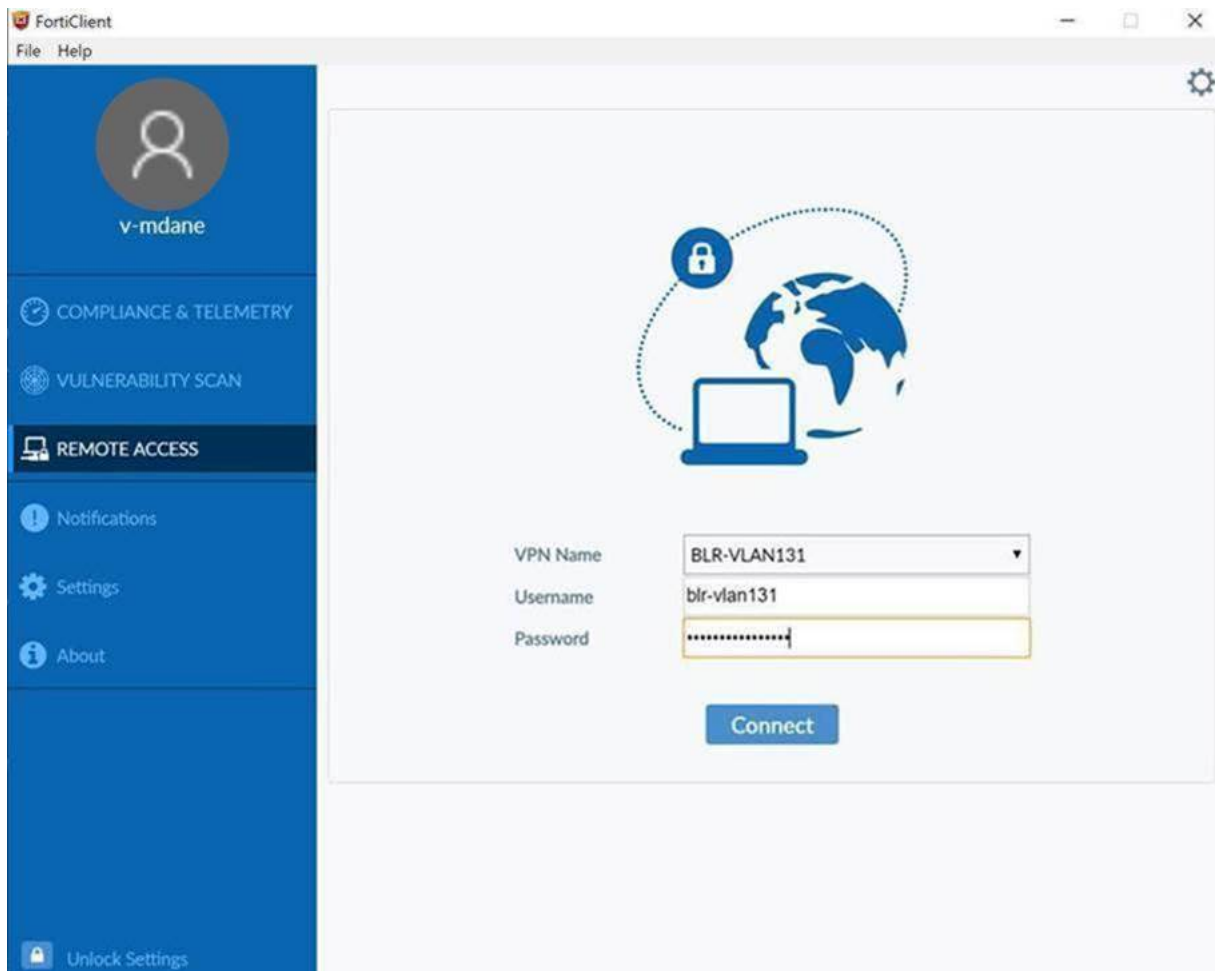 FortiClient
File Help
v-mdane
COMPLIANCE & TELEMETRY
VULNERABILITY SCAN
REMOTE ACCESS
Notifications
Settings
About
Unlock Settings
VPN Name BLR-VLAN131
Username blr-vlan131
Password ••••••••••••••••
Connect